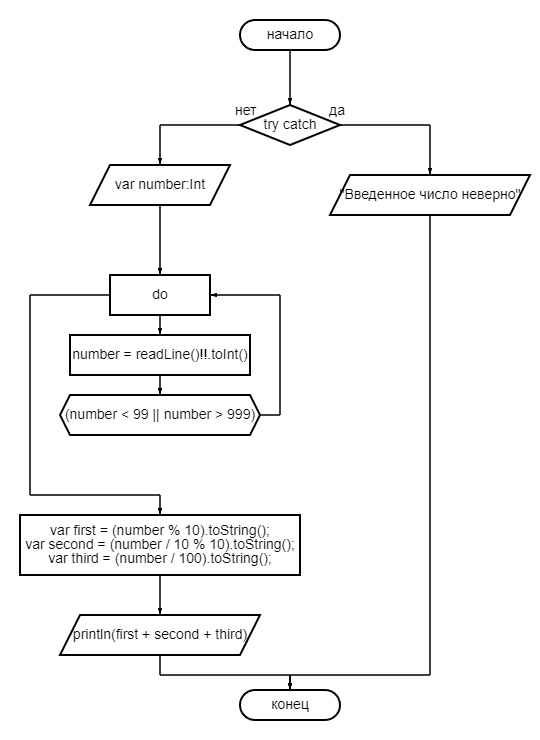 начало
нет
да
try catch
var number:Int
"Введенное число неверно"
do
number = readLine()!!.toInt()
(number < 99 || number > 999)
var first = (number % 10).toString();
var second = (number / 10 % 10).toString();
var third = (number / 100).toString();
println(first + second + third)
конец